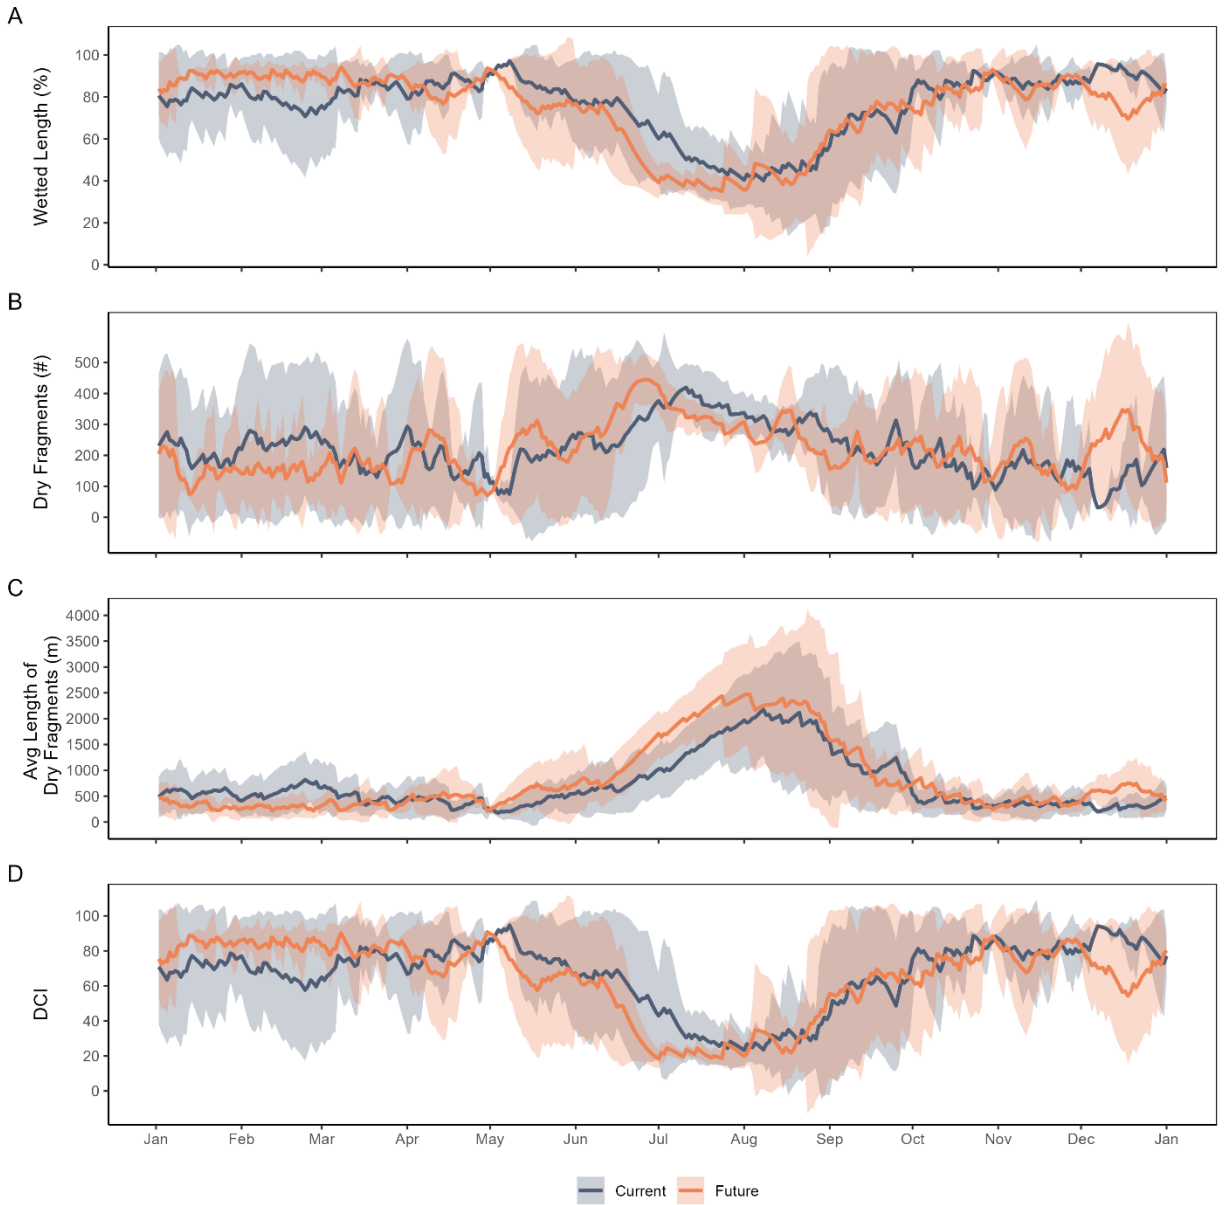 A
Wetted Length (%)
100
80
60
40
20
0
B
Dry Fragments (#)
500
400
300
200
100
0
C
Avg Length of
Dry Fragments (m)
4000
3500
3000
2500
2000
1500
1000
500
0
D
DCI
100
80
60
40
20
0
Jan Feb Mar Apr May Jun Jul Aug Sep Oct Nov Dec Jan
Current Future